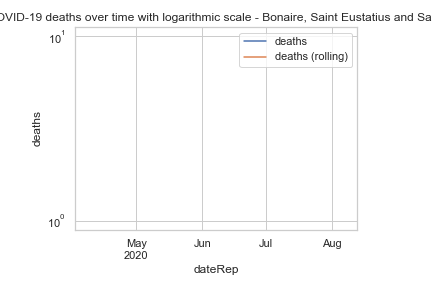 OVID-19 deaths over time with logarithmic scale - Bonaire, Saint Eustatius and Sa
10¹
deaths
deaths (rolling)
deaths
10⁰
May Jun Jul Aug
2020
dateRep